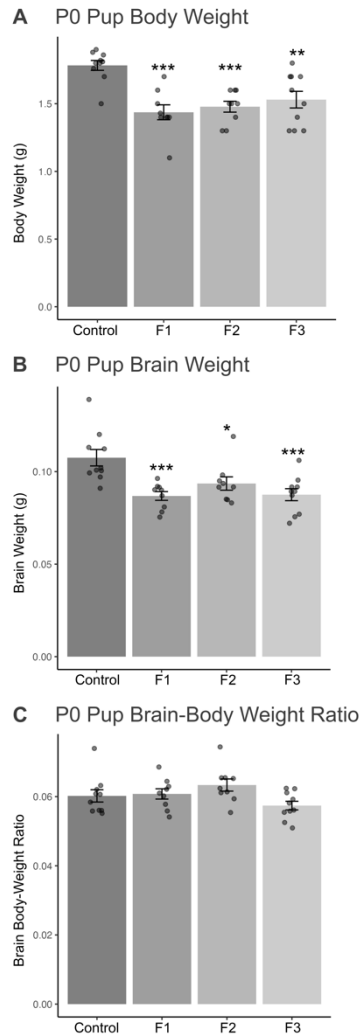 A P0 Pup Body Weight
*** *** **
1.5
1.0
0.5
0.0
Body Weight (g)
Control F1 F2 F3
B P0 Pup Brain Weight
*** * ***
0.10
0.05
0.00
Brain Weight (g)
Control F1 F2 F3
C P0 Pup Brain-Body Weight Ratio
0.06
0.04
0.02
0.00
Brain Body-Weight Ratio
Control F1 F2 F3